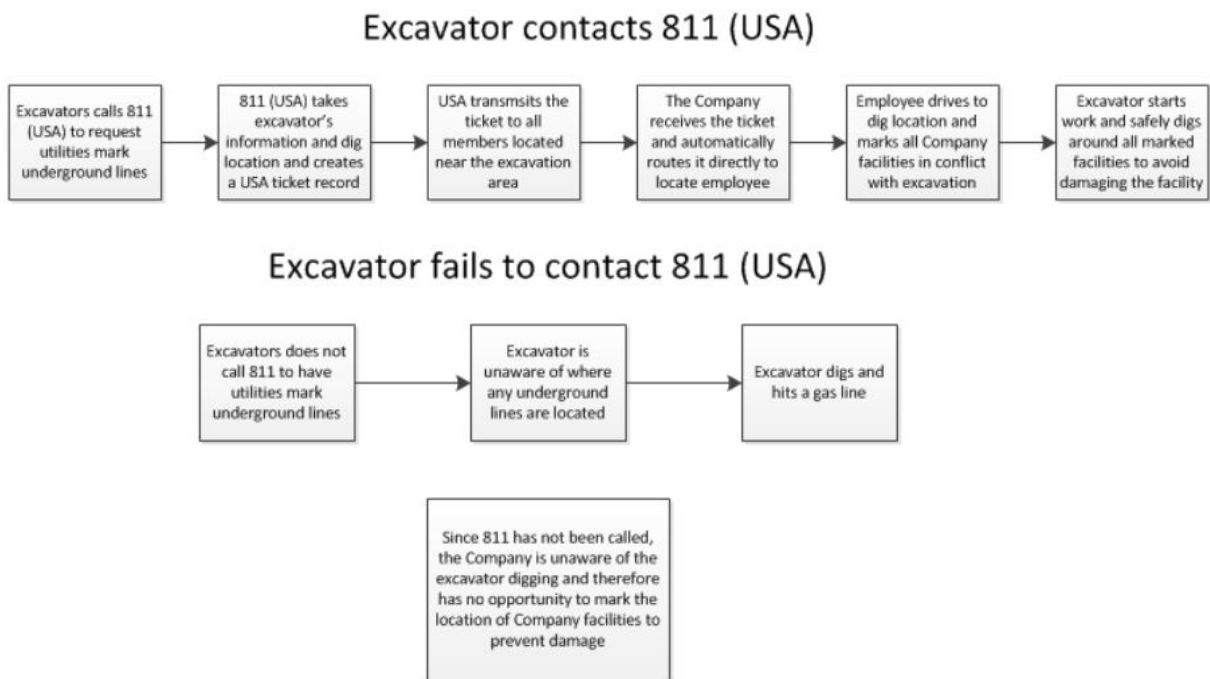 Excavator contacts 811 (USA)
Excavators calls 811
(USA) to request
utilities mark
underground lines
811 (USA) takes
excavator's
information and dig
location and creates
a USA ticket record
USA transmsits the
ticket to all
members located
near the excavation
area
The Company
receives the ticket
and automatically
routes it directly to
locate employee
Employee drives to
dig location and
marks all Company
facilities in conflict
with excavation
Excavator starts
work and safely digs
around all marked
facilities to avoid
damaging the facility
Excavator fails to contact 811 (USA)
Excavators does not
call 811 to have
utilities mark
underground lines
Excavator is
unaware of where
any underground
lines are located
Excavator digs and
hits a gas line
Since 811 has not been called,
the Company is unaware of the
excavator digging and therefore
has no opportunity to mark the
location of Company facilities to
prevent damage